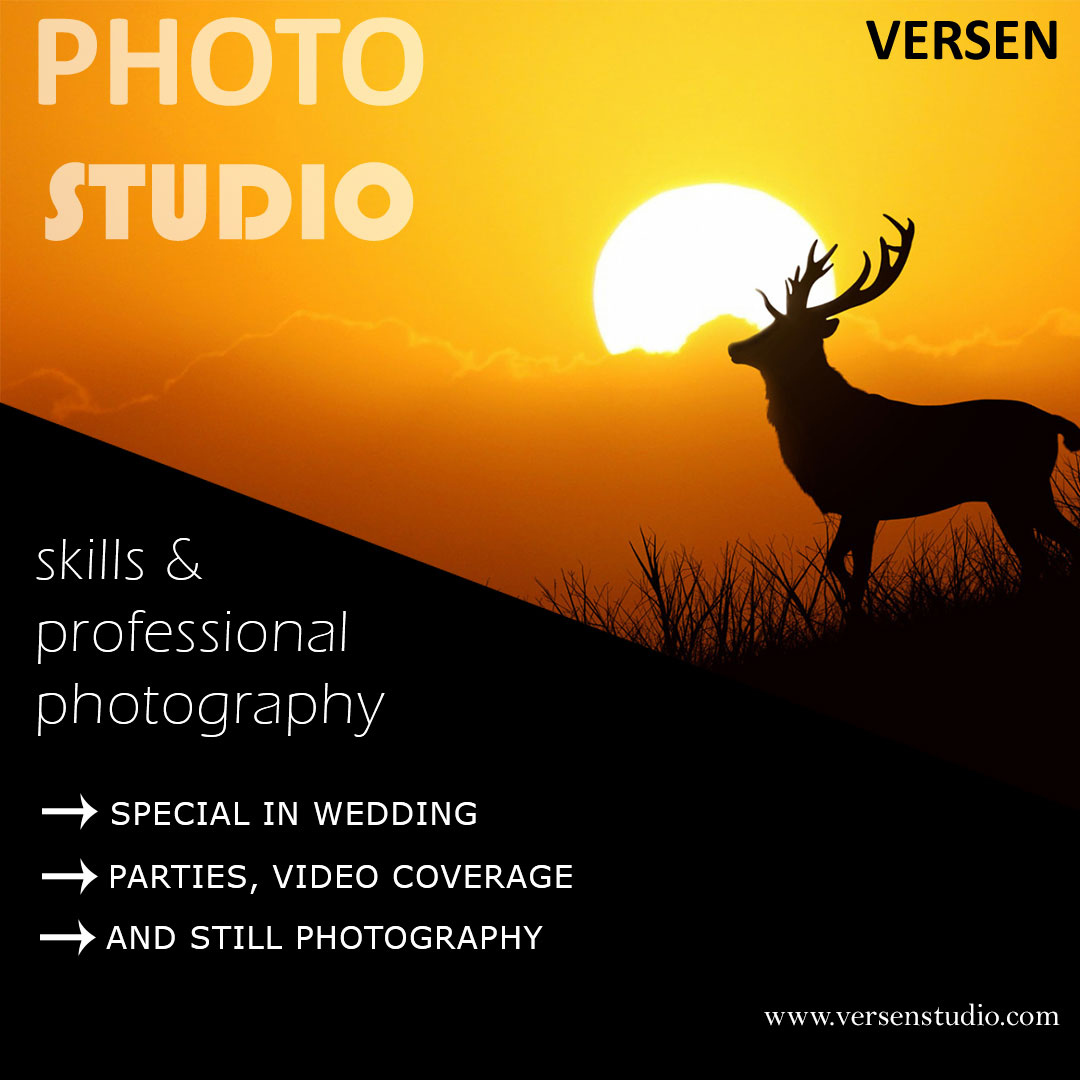 PHOTO
STUDIO
VERSEN
skills &
professional
photography
SPECIAL IN WEDDING
PARTIES, VIDEO COVERAGE
AND STILL PHOTOGRAPHY
www.versenstudio.com